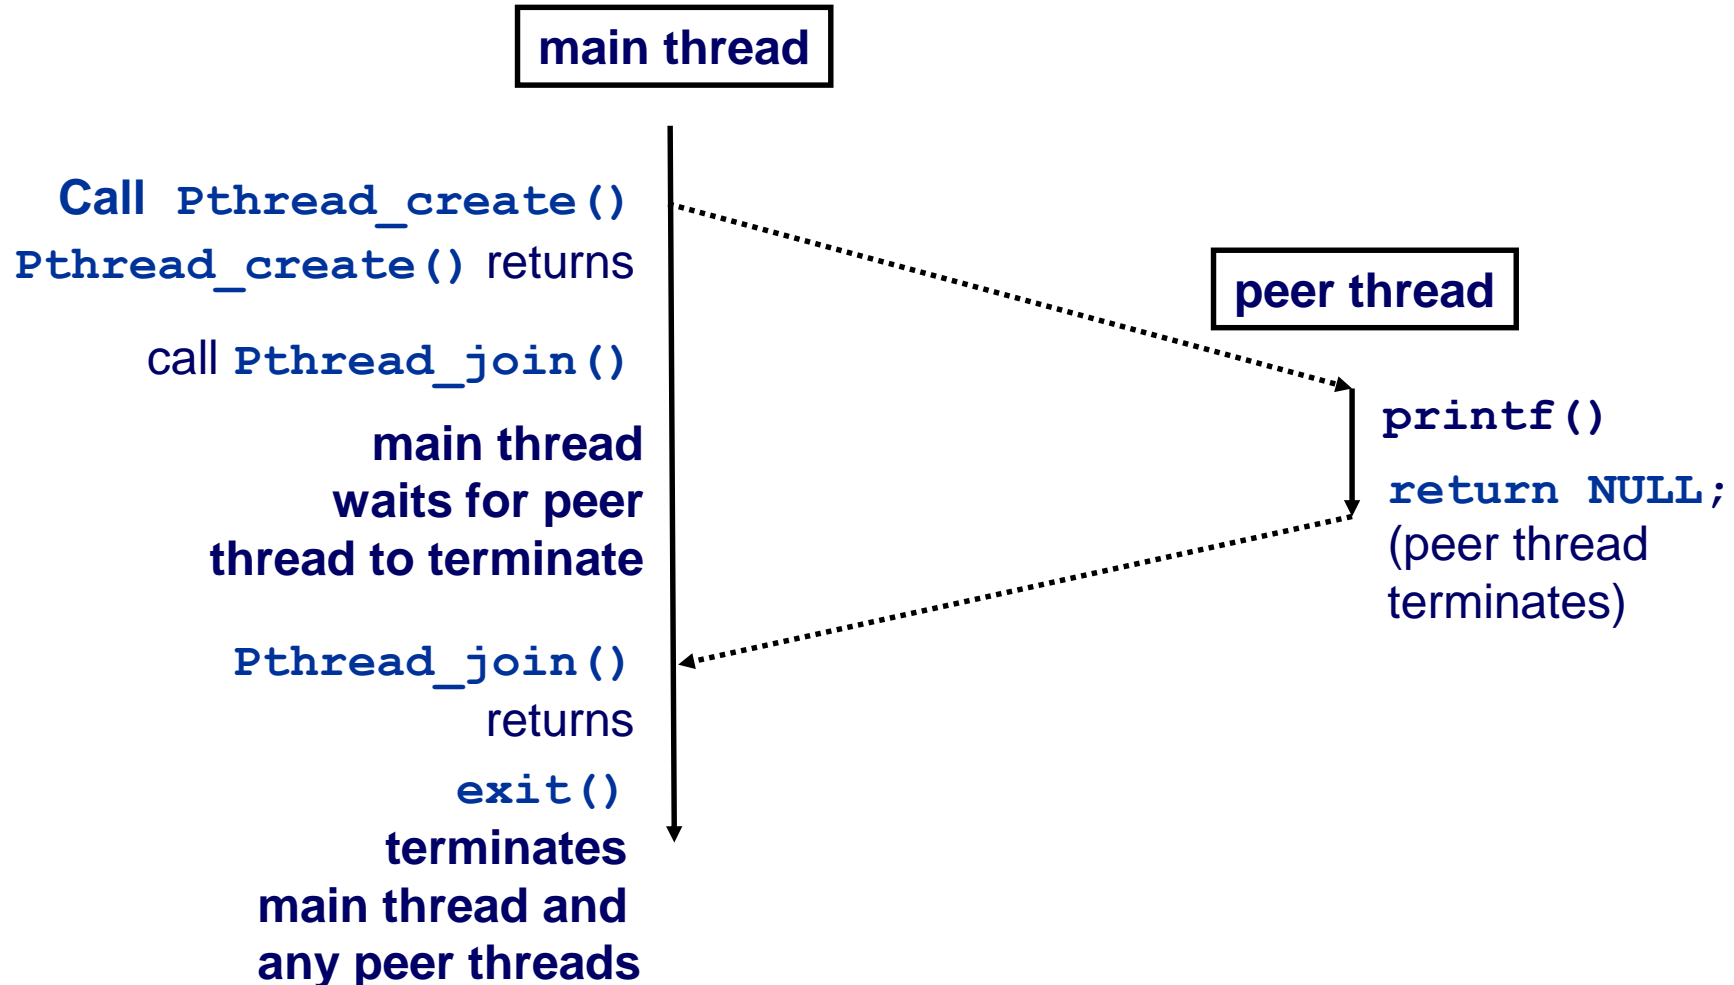 main thread
Call Pthread_create()
Pthread_create() returns
call Pthread_join()
main thread
waits for peer
thread to terminate
Pthread_join()
returns
exit()
terminates
main thread and
any peer threads
peer thread
printf()
return NULL;
(peer thread
terminates)